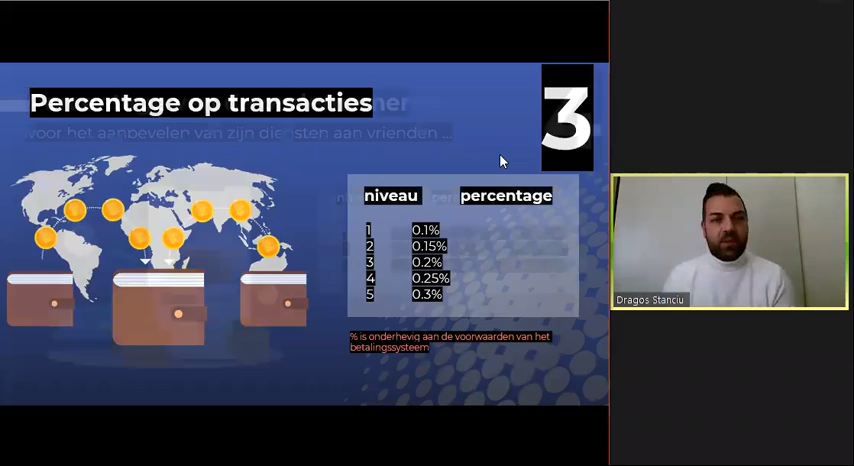 Percentage op transacties
3
voor het aanbevelen van zijn diensten aan vrienden ...
niveau percentage
1 0.1%
2 0.15%
3 0.2%
4 0.25%
5 0.3%
% is onderhevig aan de voorwaarden van het
betalingssysteem
Dragos Stanciu